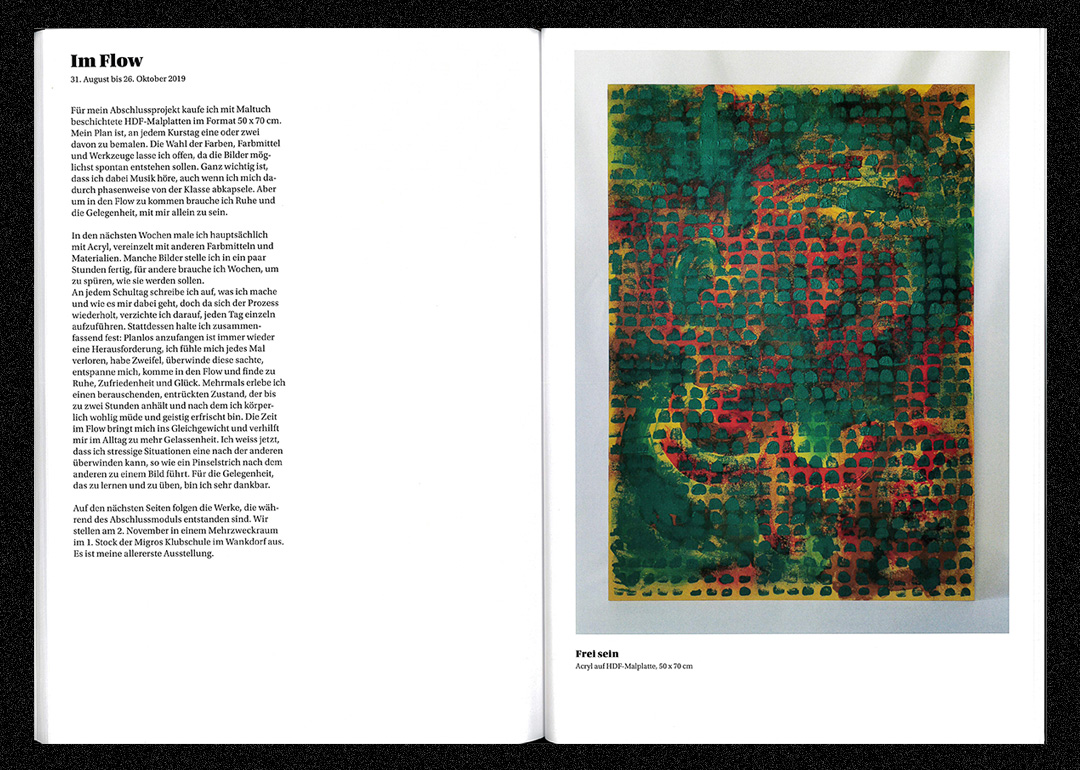 Im Flow
31. August bis 26. Oktober 2019
Für mein Abschlussprojekt kaufe ich mit Maltuch
beschichtete HDF-Malplatten im Format 50 x 70 cm.
Mein Plan ist, an jedem Kurstag eine oder zwei
davon zu bemalen. Die Wahl der Farben, Farbmittel
und Werkzeuge lasse ich offen, da die Bilder mög-
lichst spontan entstehen sollen. Ganz wichtig ist,
dass ich dabei Musik höre, auch wenn ich mich da-
durch phasenweise von der Klasse abkapsele. Aber
um in den Flow zu kommen brauche ich Ruhe und
die Gelegenheit, mit mir allein zu sein.
In den nächsten Wochen male ich hauptsächlich
mit Acryl, vereinzelt mit anderen Farbmitteln und
Materialien. Manche Bilder stelle ich in ein paar
Stunden fertig, für andere brauche ich Wochen, um
zu spüren, wie sie werden sollen.
An jedem Schultag schreibe ich auf, was ich mache
und wie es mir dabei geht, doch da sich der Prozess
wiederholt, verzichte ich darauf, jeden Tag einzeln
aufzuführen. Stattdessen halte ich zusammen-
fassend fest: Planlos anzufangen ist immer wieder
eine Herausforderung, ich fühle mich jedes Mal
verloren, habe Zweifel, überwinde diese sachte,
entspanne mich, komme in den Flow und finde zu
Ruhe, Zufriedenheit und Glück. Mehrmals erlebe ich
einen berauschenden, entrückten Zustand, der bis
zu zwei Stunden anhält und nach dem ich körper-
lich wohlig müde und geistig erfrischt bin. Die Zeit
im Flow bringt mich ins Gleichgewicht und verhilft
mir im Alltag zu mehr Gelassenheit. Ich weiss jetzt,
dass ich stressige Situationen eine nach der anderen
überwinden kann, so wie ein Pinselstrich nach dem
anderen zu einem Bild führt. Für die Gelegenheit,
das zu lernen und zu üben, bin ich sehr dankbar.
Auf den nächsten Seiten folgen die Werke, die wäh-
rend des Abschlussmoduls entstanden sind. Wir
stellen am 2. November in einem Mehrzweckraum
im 1. Stock der Migros Klubschule im Wankdorf aus.
Es ist meine allererste Ausstellung.
Frei sein
Acryl auf HDF-Malplatte, 50 x 70 cm